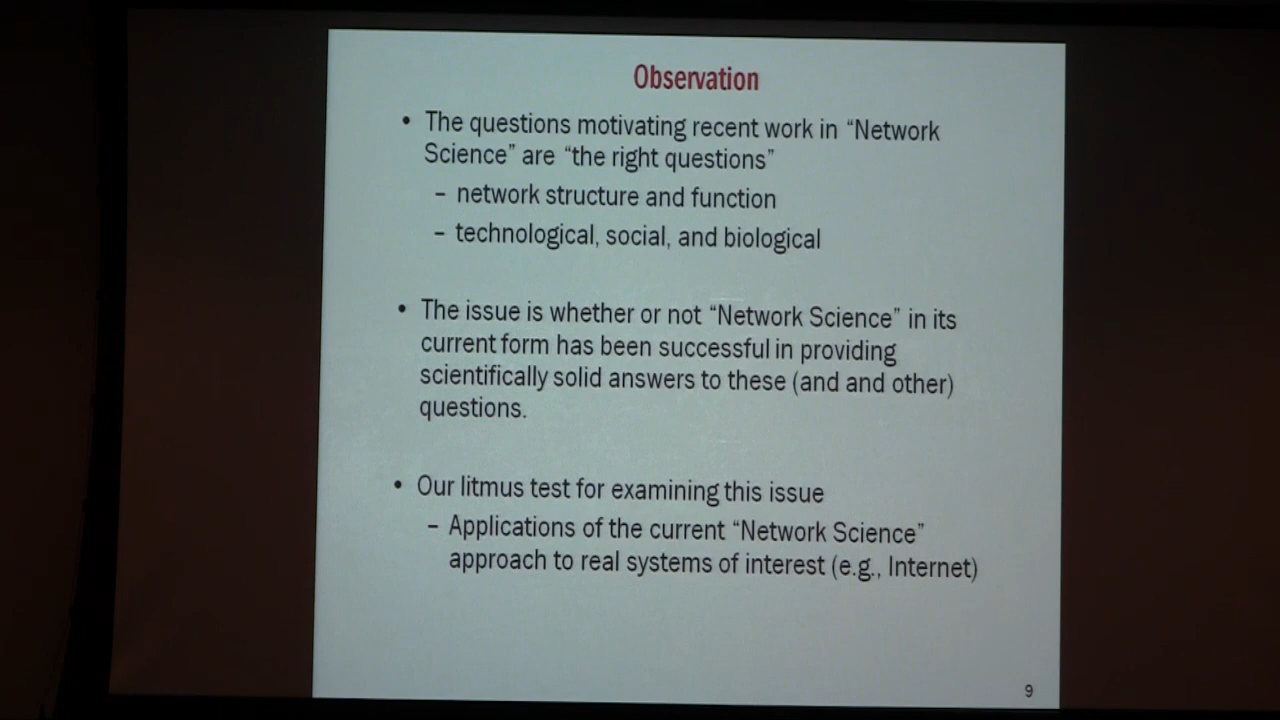 Observation
• The questions motivating recent work in “Network
Science” are “the right questions”
– network structure and function
– technological, social, and biological
• The issue is whether or not “Network Science” in its
current form has been successful in providing
scientifically solid answers to these (and and other)
questions.
• Our litmus test for examining this issue
– Applications of the current “Network Science”
approach to real systems of interest (e.g., Internet)
9